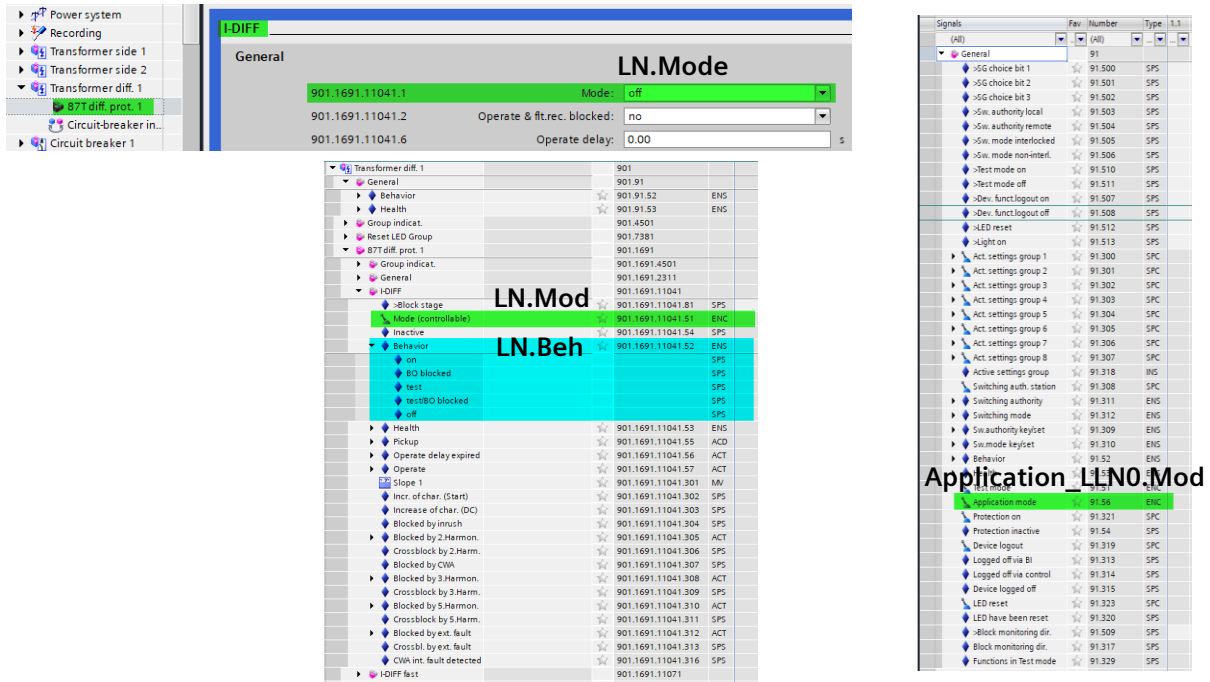 Power system
Recording
Transformer side 1
Transformer side 2
Transformer diff. 1
87T diff. prot. 1
Circuit-breaker in...
Circuit breaker 1
I-DIFF
General
LN.Mode
901.1691.11041.1 Mode: off
901.1691.11041.2 Operate & flt.rec. blocked: no
901.1691.11041.6 Operate delay: 0.00 s
Transformer diff. 1 901
General 901.91
Behavior 901.91.52 ENS
Health 901.91.53 ENS
Group indicat. 901.4501
Reset LED Group 901.7381
87T diff. prot. 1 901.1691
Group indicat. 901.1691.4501
General 901.1691.2311
I-DIFF 901.1691.11041
LN.Mod
>Block stage 901.1691.11041.81 SPS
Mode (controllable) 901.1691.11041.51 ENC
Inactive 901.1691.11041.54 SPS
LN.Beh
Behavior 901.1691.11041.52 ENS
on SPS
BO blocked SPS
test SPS
test/BO blocked SPS
off SPS
Health 901.1691.11041.53 ENS
Pickup 901.1691.11041.55 ACD
Operate delay expired 901.1691.11041.56 ACT
Operate 901.1691.11041.57 ACT
Slope 1 901.1691.11041.301 MV
Incr. of char. (Start) 901.1691.11041.302 SPS
Increase of char. (DC) 901.1691.11041.303 SPS
Blocked by inrush 901.1691.11041.304 SPS
Blocked by 2.Harmon. 901.1691.11041.305 ACT
Crossblock by 2.Harm. 901.1691.11041.306 SPS
Blocked by CWA 901.1691.11041.307 SPS
Blocked by 3.Harmon. 901.1691.11041.308 ACT
Crossblock by 3.Harm. 901.1691.11041.309 SPS
Blocked by 5.Harmon. 901.1691.11041.310 ACT
Crossblock by 5.Harm. 901.1691.11041.311 SPS
Blocked by ext. fault 901.1691.11041.312 ACT
Crossbl. by ext. fault 901.1691.11041.313 SPS
CWA int. fault detected 901.1691.11041.316 SPS
I-DIFF fast 901.1691.11071
Signals Fav Number Type 1.1
(All) ... (All) ... ...
General 91
>SG choice bit 1 91.500 SPS
>SG choice bit 2 91.501 SPS
>SG choice bit 3 91.502 SPS
>Sw. authority local 91.503 SPS
>Sw. authority remote 91.504 SPS
>Sw. mode interlocked 91.505 SPS
>Sw. mode non-interl. 91.506 SPS
>Test mode on 91.510 SPS
>Test mode off 91.511 SPS
>Dev. funct.logout on 91.507 SPS
>Dev. funct.logout off 91.508 SPS
>LED reset 91.512 SPS
>Light on 91.513 SPS
Act. settings group 1 91.300 SPC
Act. settings group 2 91.301 SPC
Act. settings group 3 91.302 SPC
Act. settings group 4 91.303 SPC
Act. settings group 5 91.304 SPC
Act. settings group 6 91.305 SPC
Act. settings group 7 91.306 SPC
Act. settings group 8 91.307 SPC
Active settings group 91.318 INS
Switching auth. station 91.308 SPC
Switching authority 91.311 ENS
Switching mode 91.312 ENS
Sw.authority key/set 91.309 ENS
Sw.mode key/set 91.310 ENS
Behavior 91.52 ENS
Application_LLN0.Mod
Test mode 91.51 ENC
Application mode 91.56 ENC
Protection on 91.321 SPC
Protection inactive 91.54 SPS
Device logout 91.319 SPC
Logged off via BI 91.313 SPS
Logged off via control 91.314 SPS
Device logged off 91.315 SPS
LED reset 91.323 SPC
LED have been reset 91.320 SPS
>Block monitoring dir. 91.509 SPS
Block monitoring dir. 91.317 SPS
Functions in Test mode 91.329 SPS